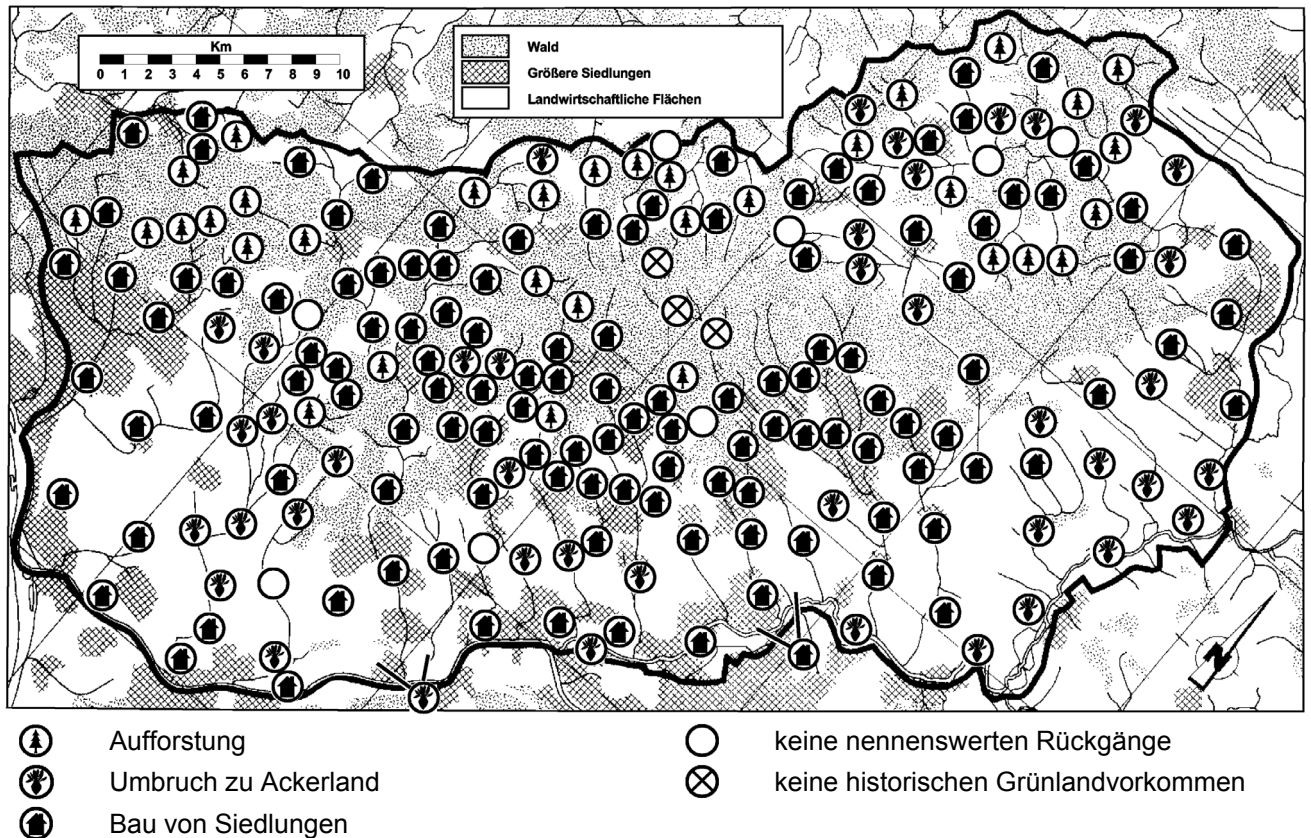 Km
0 1 2 3 4 5 6 7 8 9 10
Wald
Größere Siedlungen
Landwirtschaftliche Flächen
N
Aufforstung
Umbruch zu Ackerland
Bau von Siedlungen
keine nennenswerten Rückgänge
keine historischen Grünlandvorkommen